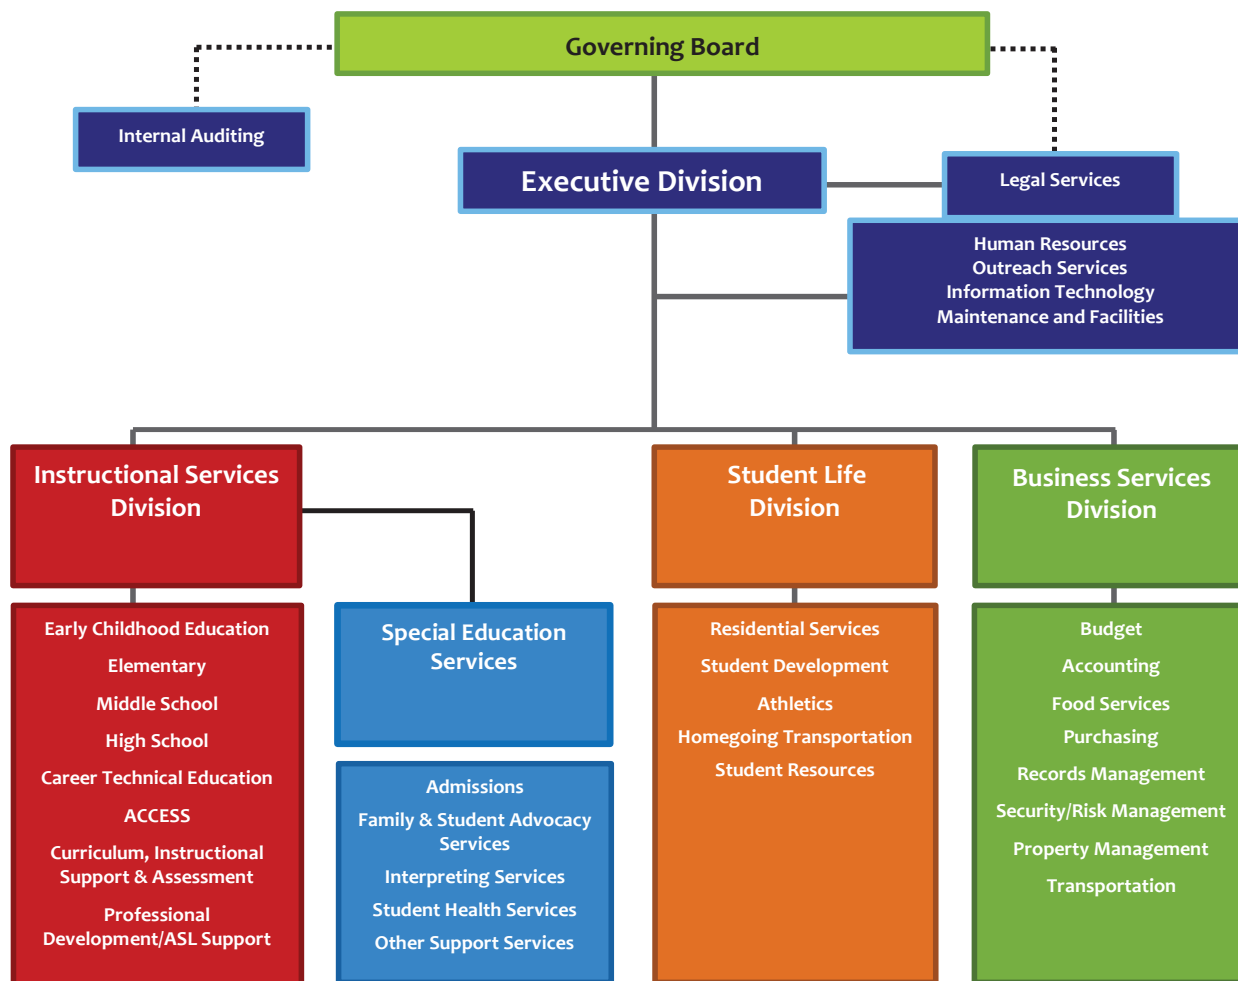 Governing Board
Internal Auditing
Executive Division
Legal Services
Human Resources
Outreach Services
Information Technology
Maintenance and Facilities
Instructional Services
Division
Early Childhood Education
Elementary
Middle School
High School
Career Technical Education
ACCESS
Curriculum, Instructional
Support & Assessment
Professional
Development/ASL Support
Special Education
Services
Admissions
Family & Student Advocacy
Services
Interpreting Services
Student Health Services
Other Support Services
Student Life
Division
Residential Services
Student Development
Athletics
Homegoing Transportation
Student Resources
Business Services
Division
Budget
Accounting
Food Services
Purchasing
Records Management
Security/Risk Management
Property Management
Transportation